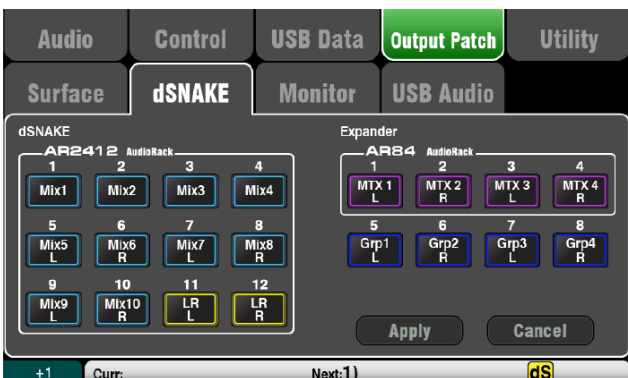 Audio Control USB Data Output Patch Utility
Surface dSNAKE Monitor USB Audio
dSNAKE Expander
AR2412 AudioRack AR84 AudioRack
1 2 3 4 1 2 3 4
Mix1 Mix2 Mix3 Mix4 MTX 1 L MTX 2 R MTX 3 L MTX 4 R
5 6 7 8 5 6 7 8
Mix5 L Mix6 R Mix7 L Mix8 R Grp1 L Grp2 R Grp3 L Grp4 R
9 10 11 12
Mix9 L Mix10 R LR L LR R
Apply Cancel
+1 Curr: Next:1) dS